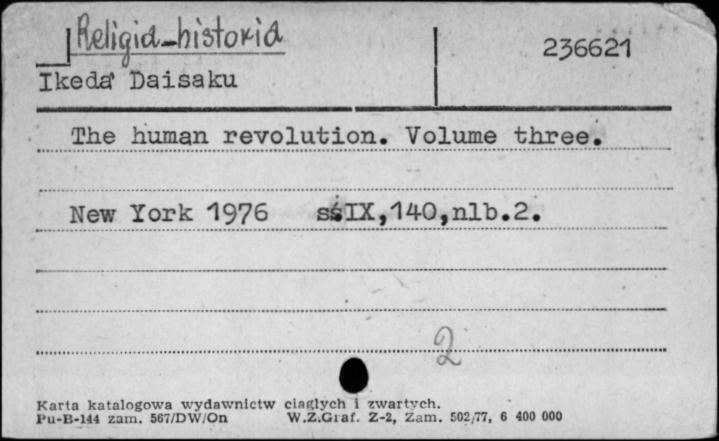 Religia-historia
236621
Ikeda Daisaku
The human revolution. Volume three.
New York 1976 s.IX,140,nlb.2.
2
Karta katalogowa wydawnictw ciągłych i zwartych.
Pu-B-144 zam. 567/DW/On W.Z.Graf. Z-2, Zam. 502/77, 6 400 000